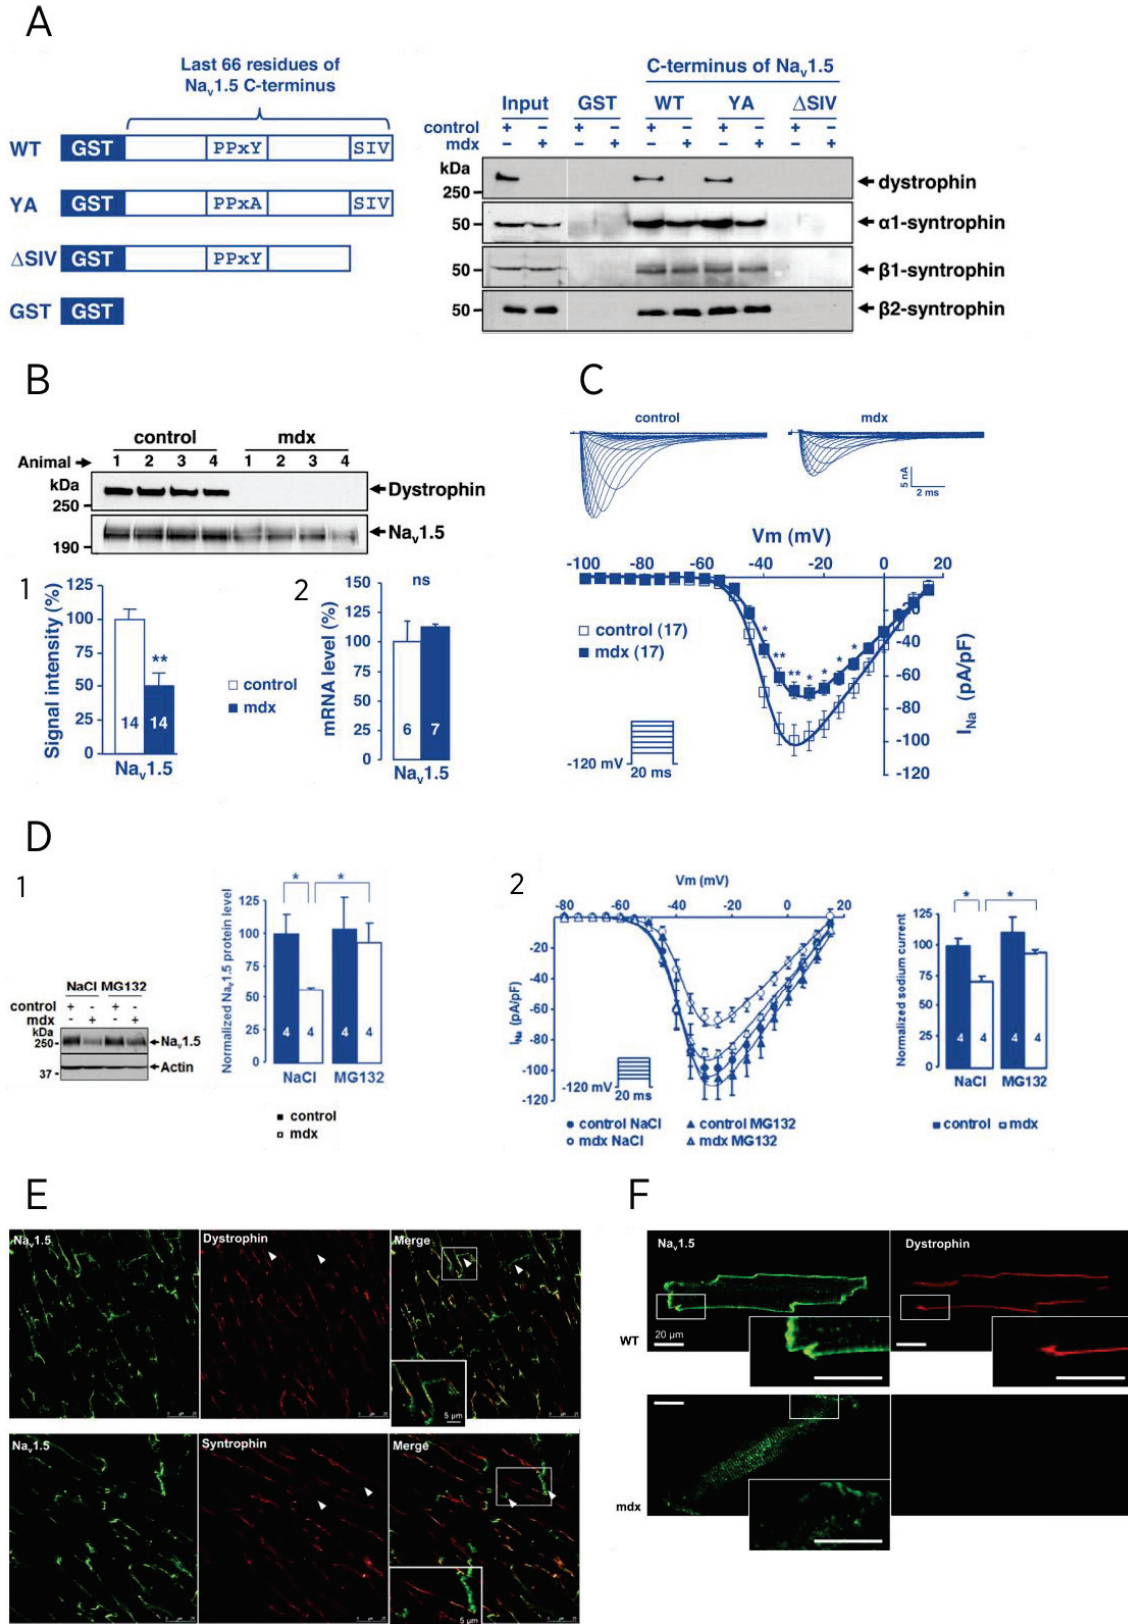 A
Last 66 residues of
Nav1.5 C-terminus
WT GST PPxY SIV
YA GST PPxA SIV
ΔSIV GST PPxY
GST GST
C-terminus of Nav1.5
Input GST WT YA ΔSIV
control + - + - + - + - + -
mdx - + - + - + - + - +
kDa
250 dystrophin
50 α1-syntrophin
50 β1-syntrophin
50 β2-syntrophin
B
control mdx
Animal 1 2 3 4 1 2 3 4
kDa
250 Dystrophin
190 Nav1.5
1
Signal intensity (%)
125
100
75
50
25
0
**
14 14
Nav1.5
control
mdx
2
mRNA level (%)
150
125
100
75
50
25
0
ns
6 7
Nav1.5
C
control mdx
5 nA
2 ms
Vm (mV)
-100 -80 -60 -40 -20 0 20
control (17)
mdx (17)
* ** ** * * * *
-20
-40
-60
-80
-100
-120
INa (pA/pF)
-120 mV
20 ms
D
1
NaCl MG132
control + - + -
mdx - + - +
kDa
250 Nav1.5
37 Actin
Normalized Nav1.5 protein level
125
100
75
50
25
0
* *
4 4 4 4
NaCl MG132
control
mdx
2
Vm (mV)
-80 -60 -40 -20 0 20
-20
-40
-60
-80
-100
-120
INa (pA/pF)
-120 mV
20 ms
control NaCl control MG132
mdx NaCl mdx MG132
Normalized sodium current
125
100
75
50
25
0
* *
4 4 4 4
NaCl MG132
control mdx
E
Nav1.5 Dystrophin Merge
5 µm
Nav1.5 Syntrophin Merge
5 µm
F
Nav1.5 Dystrophin
WT
20 µm
mdx